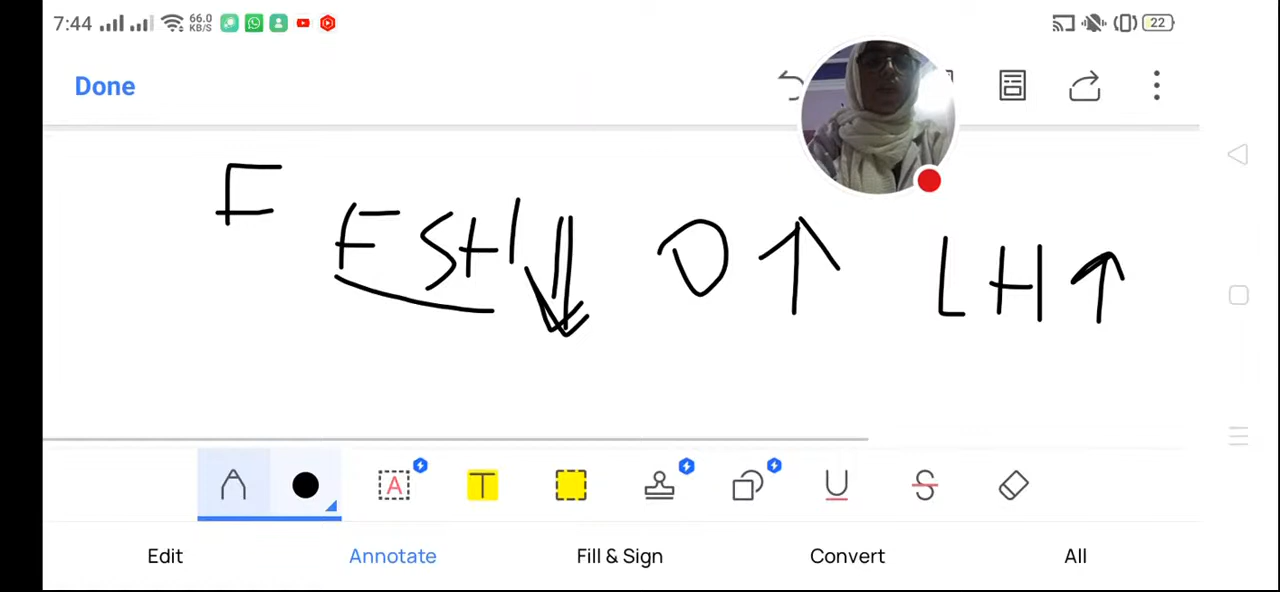 7:44 66.0 KB/S 22
Done
F
FSH ↓ O ↑ LH ↑
A T U S
Edit Annotate Fill & Sign Convert All